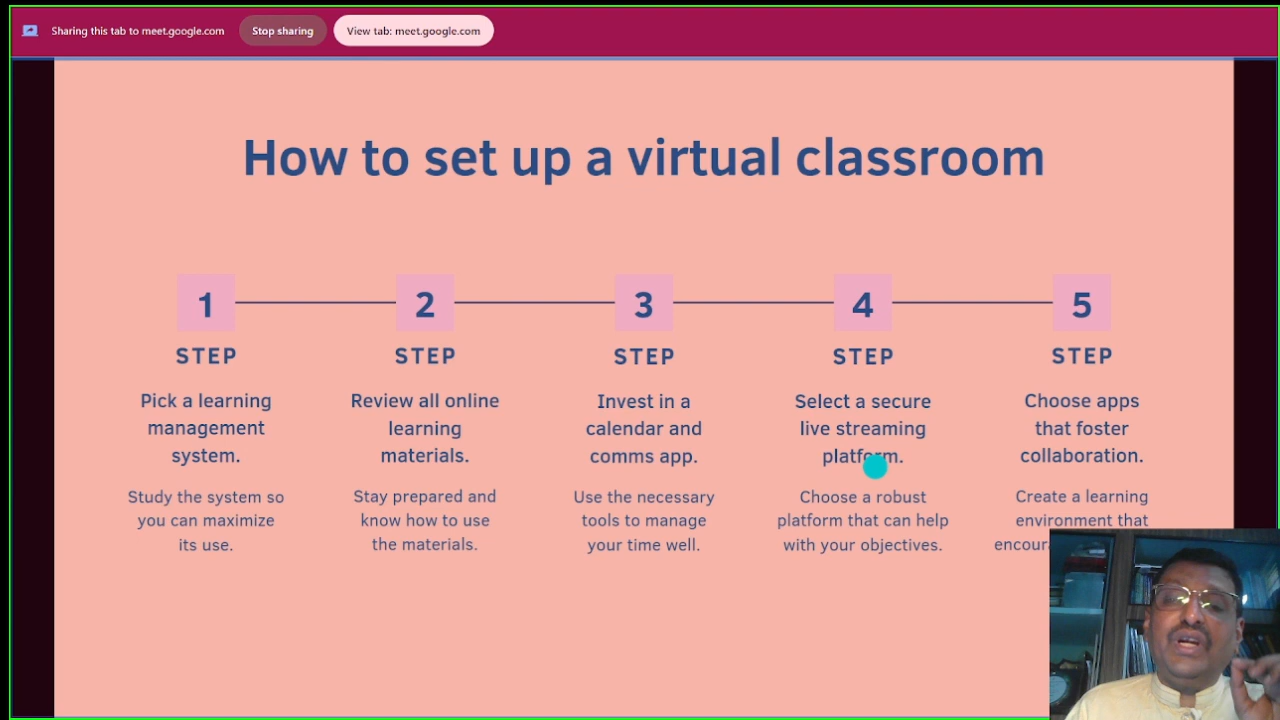 Sharing this tab to meet.google.com
Stop sharing
View tab: meet.google.com
How to set up a virtual classroom
1
STEP
Pick a learning
management
system.
Study the system so
you can maximize
its use.
2
STEP
Review all online
learning
materials.
Stay prepared and
know how to use
the materials.
3
STEP
Invest in a
calendar and
comms app.
Use the necessary
tools to manage
your time well.
4
STEP
Select a secure
live streaming
platform.
Choose a robust
platform that can help
with your objectives.
5
STEP
Choose apps
that foster
collaboration.
Create a learning
environment that